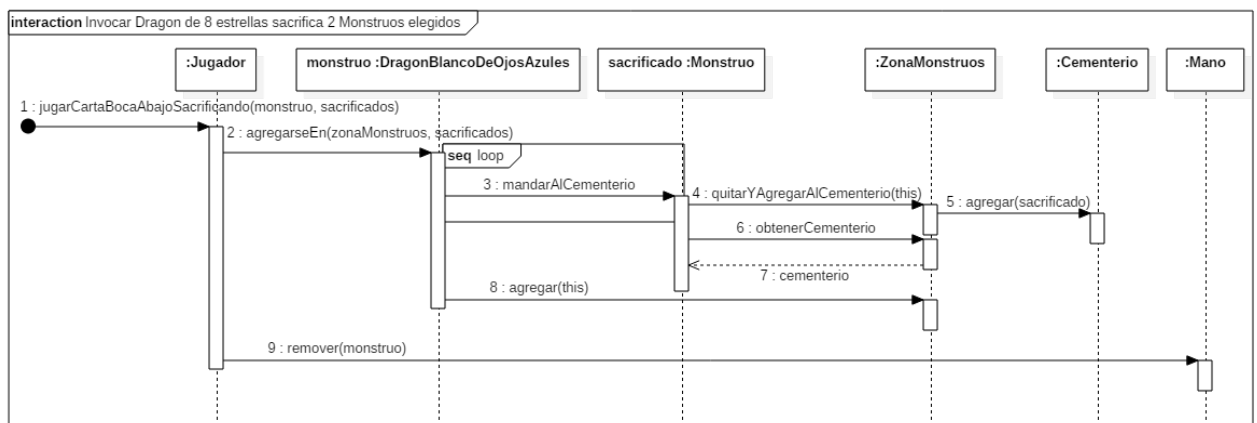 interaction Invocar Dragon de 8 estrellas sacrifica 2 Monstruos elegidos
:Jugador
monstruo :DragonBlancoDeOjosAzules
sacrificado :Monstruo
:ZonaMonstruos
:Cementerio
:Mano
1 : jugarCartaBocaAbajoSacrificando(monstruo, sacrificados)
2 : agregarseEn(zonaMonstruos, sacrificados)
seq loop
3 : mandarAlCementerio
4 : quitarYAgregarAlCementerio(this)
5 : agregar(sacrificado)
6 : obtenerCementerio
7 : cementerio
8 : agregar(this)
9 : remover(monstruo)